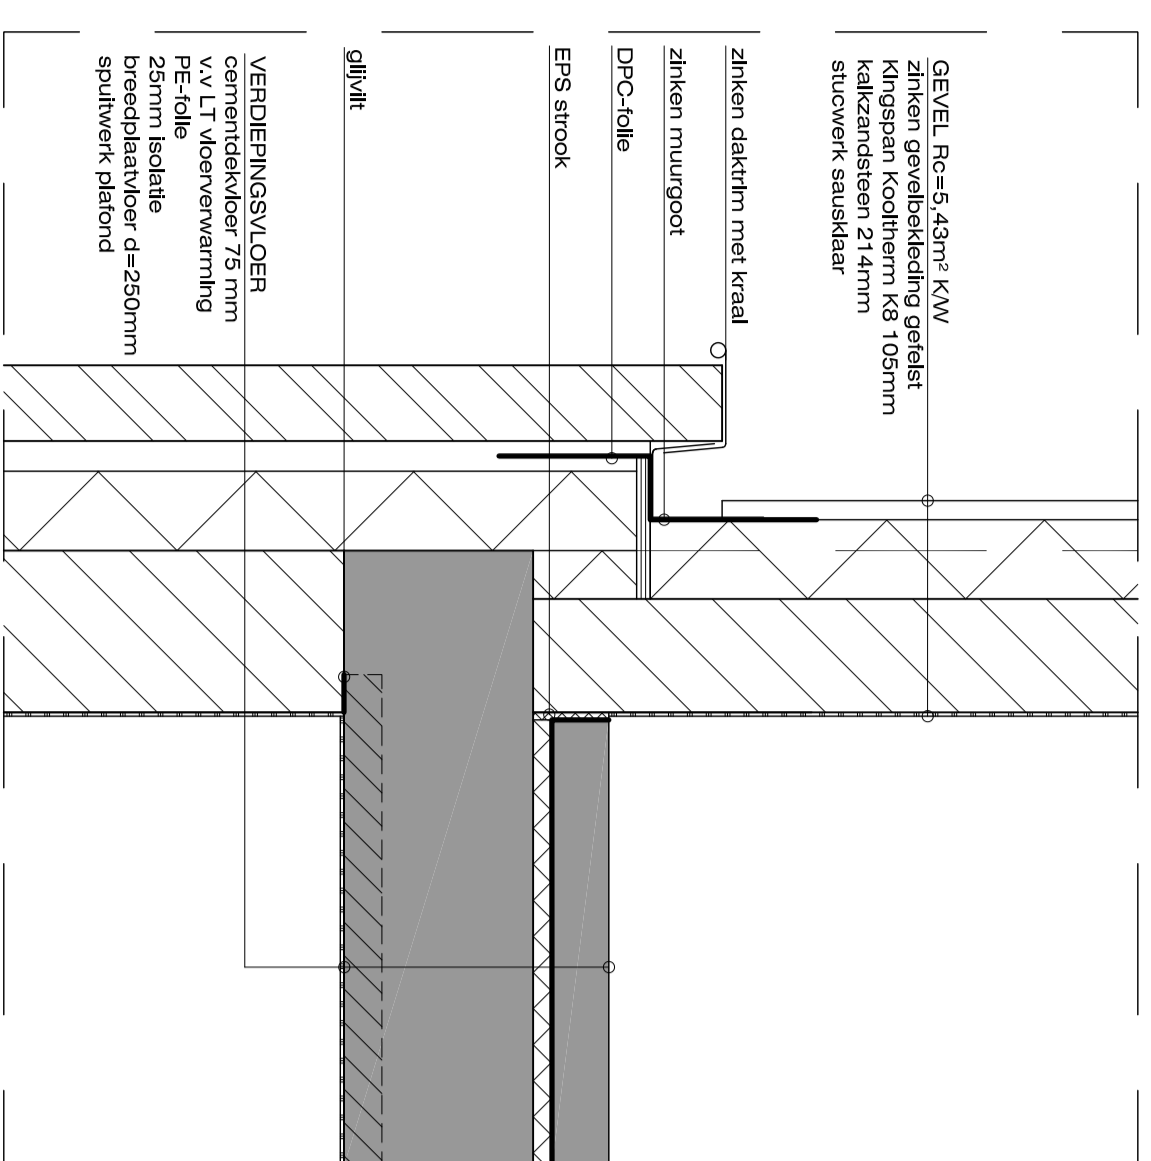 GEVEL Rc=5,43m² K/W
zinken gevelbekleding gefelst
Kingspan Kooltherm K8 105mm
kalkzandsteen 214mm
stucwerk sausklaar
zinken daktrim met kraal
zinken muurgoot
DPC-folie
EPS strook
glijvilt
VERDIEPINGSVLOER
cementdekvloer 75 mm
v.v LT vloerverwarming
PE-folie
25mm isolatie
breedplaatvloer d=250mm
spuitwerk plafond